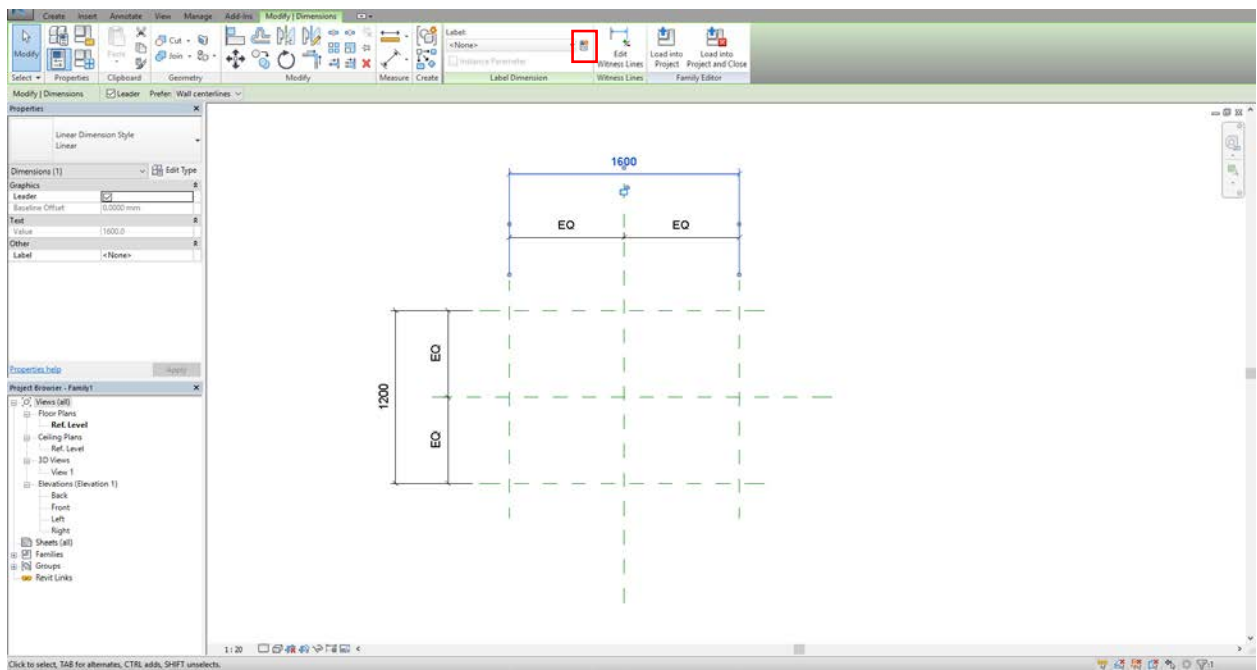 Create Insert Annotate View Manage Add-Ins Modify | Dimensions
Modify
Cut
Join
Label:
<None>
Instance Parameter
Edit Witness Lines
Load into Project
Load into Project and Close
Select Properties Clipboard Geometry Modify Measure Create Label Dimension Witness Lines Family Editor
Modify | Dimensions Leader Prefer: Wall centerlines
Properties
Linear Dimension Style
Linear
Dimensions (1) Edit Type
Graphics
Leader
Baseline Offset 0.0000 mm
Text
Value 1600.0
Other
Label <None>
Properties help Apply
Project Browser - Family1
Views (all)
Floor Plans
Ref. Level
Ceiling Plans
Ref. Level
3D Views
View 1
Elevations (Elevation 1)
Back
Front
Left
Right
Sheets (all)
Families
Groups
Revit Links
1600
EQ EQ
EQ
1200
EQ
1:20
Click to select, TAB for alternates, CTRL adds, SHIFT unselects.